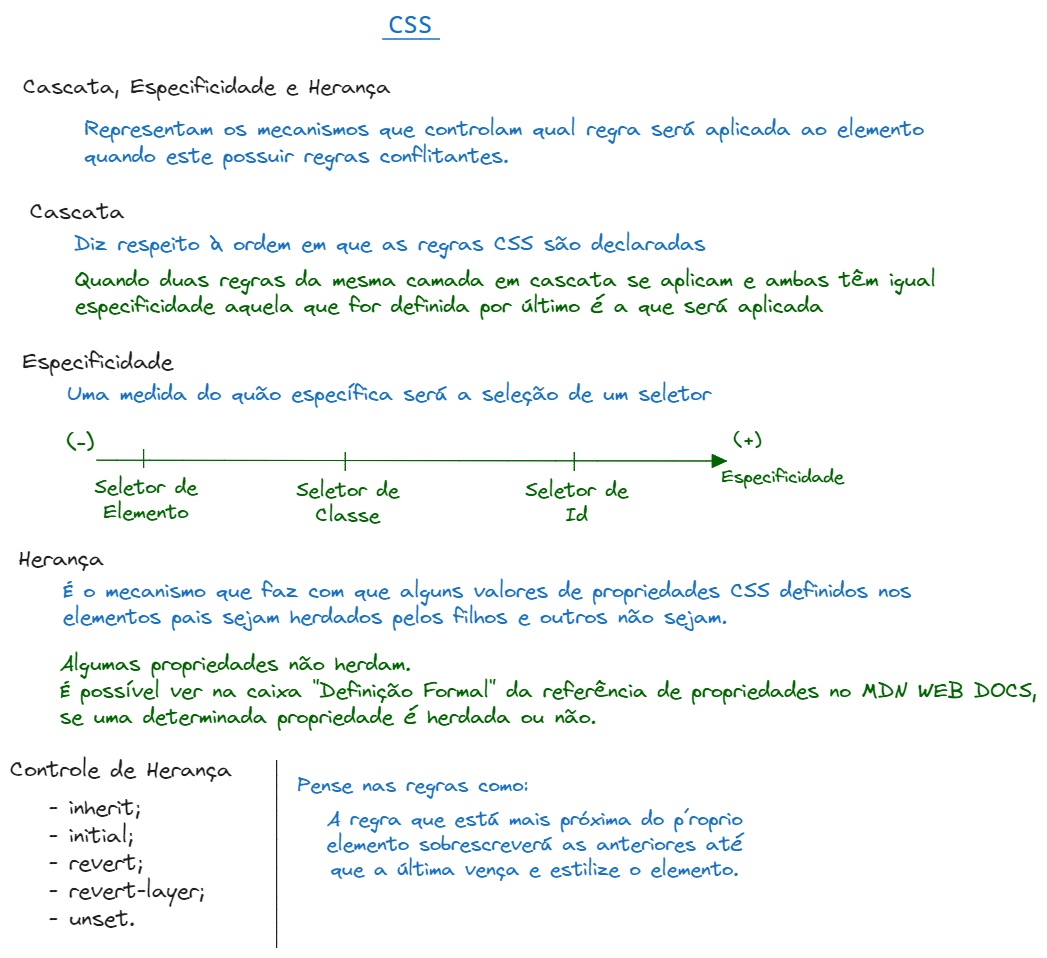 CSS
Cascata, Especificidade e Herança
Representam os mecanismos que controlam qual regra será aplicada ao elemento
quando este possuir regras conflitantes.
Cascata
Diz respeito à ordem em que as regras CSS são declaradas
Quando duas regras da mesma camada em cascata se aplicam e ambas têm igual
especificidade aquela que for definida por último é a que será aplicada
Especificidade
Uma medida do quão específica será a seleção de um seletor
(-)
(+)
Seletor de
Elemento
Seletor de
Classe
Seletor de
Id
Especificidade
Herança
É o mecanismo que faz com que alguns valores de propriedades CSS definidos nos
elementos pais sejam herdados pelos filhos e outros não sejam.
Algumas propriedades não herdam.
É possível ver na caixa "Definição Formal" da referência de propriedades no MDN WEB DOCS,
se uma determinada propriedade é herdada ou não.
Controle de Herança
- inherit;
- initial;
- revert;
- revert-layer;
- unset.
Pense nas regras como:
A regra que está mais próxima do p´roprio
elemento sobrescreverá as anteriores até
que a última vença e estilize o elemento.